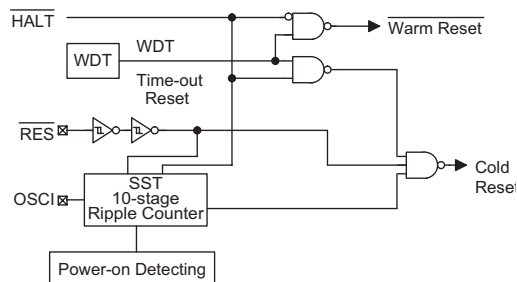 HALT
Warm Reset
WDT
WDT
Time-out
Reset
RES
Cold
Reset
OSCI
SST
10-stage
Ripple Counter
Power-on Detecting